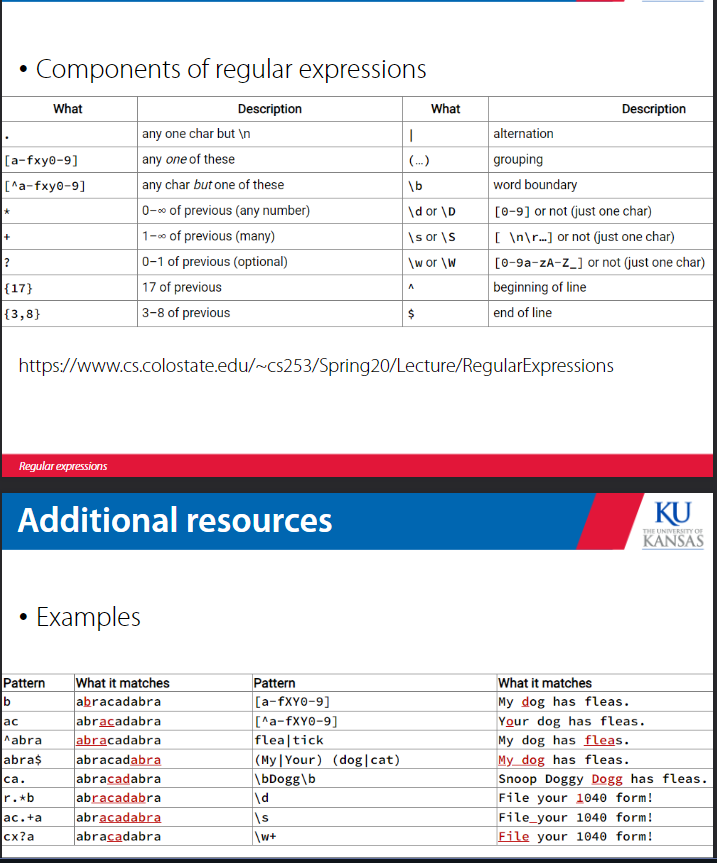 • Components of regular expressions
What Description What Description
. any one char but \n | alternation
[a-fxy0-9] any one of these (…) grouping
[^a-fxy0-9] any char but one of these \b word boundary
* 0–∞ of previous (any number) \d or \D [0-9] or not (just one char)
+ 1–∞ of previous (many) \s or \S [ \n\r…] or not (just one char)
? 0–1 of previous (optional) \w or \W [0-9a-zA-Z_] or not (just one char)
{17} 17 of previous ^ beginning of line
{3,8} 3–8 of previous $ end of line
https://www.cs.colostate.edu/~cs253/Spring20/Lecture/RegularExpressions
Regular expressions
Additional resources
KU
THE UNIVERSITY OF
KANSAS
• Examples
Pattern What it matches Pattern What it matches
b abracadabra [a-fXY0-9] My dog has fleas.
ac abracadabra [^a-fXY0-9] Your dog has fleas.
^abra abracadabra flea|tick My dog has fleas.
abra$ abracadabra (My|Your) (dog|cat) My dog has fleas.
ca. abracadabra \bDogg\b Snoop Doggy Dogg has fleas.
r.*b abracadabra \d File your 1040 form!
ac.+a abracadabra \s File your 1040 form!
cx?a abracadabra \w+ File your 1040 form!